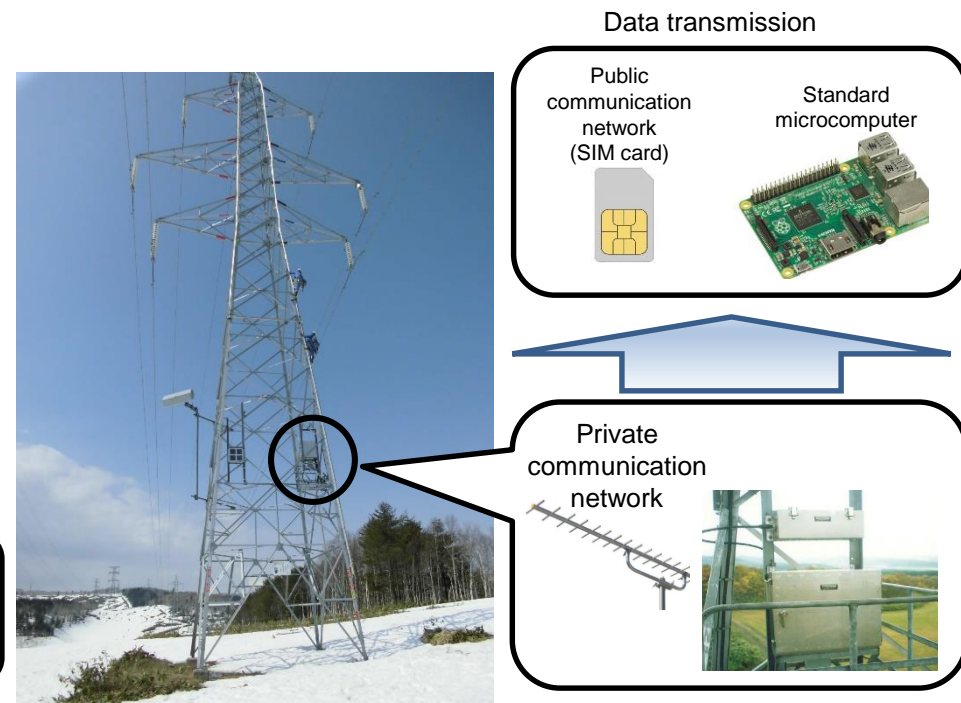 Data transmission
Public
communication
network
(SIM card)
Standard
microcomputer
Private
communication
network